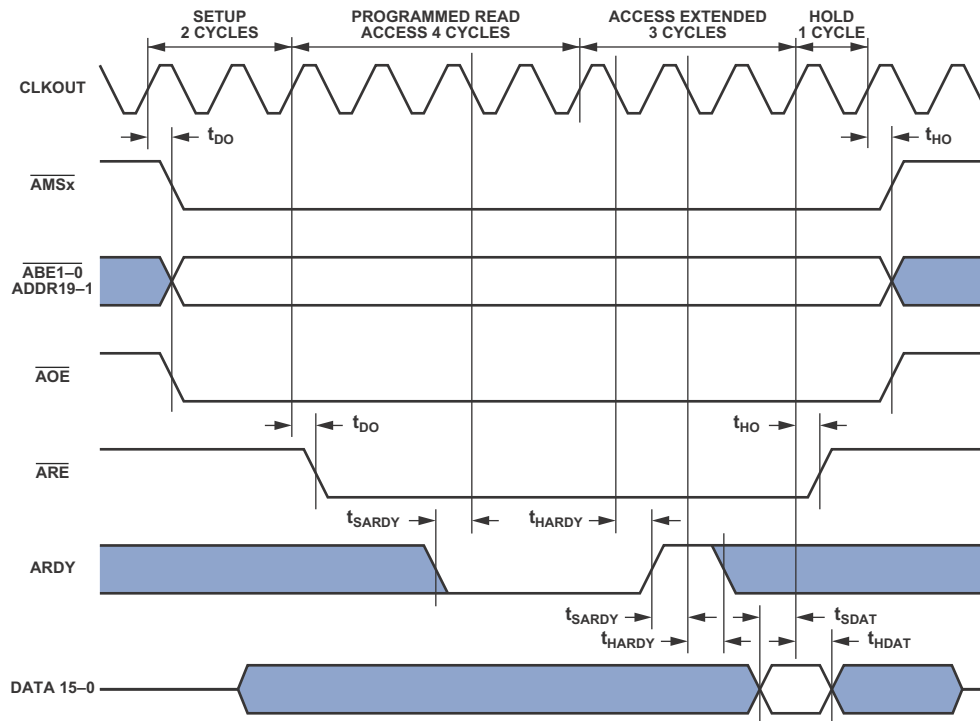 SETUP
2 CYCLES
PROGRAMMED READ
ACCESS 4 CYCLES
ACCESS EXTENDED
3 CYCLES
HOLD
1 CYCLE
CLKOUT
tDO
tHO
AMSx
ABE1–0
ADDR19–1
AOE
tDO
tHO
ARE
tSARDY
tHARDY
ARDY
tSARDY
tSDAT
tHARDY
tHDAT
DATA 15–0